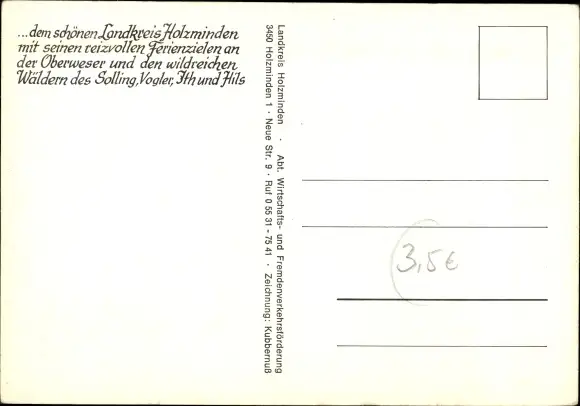 ...dem schönen Landkreis Holzminden
mit seinen reizvollen Ferienzielen an
der Oberweser und den wildreichen
Wäldern des Solling, Vogler, Ith und Hils
Landkreis Holzminden · Abt. Wirtschafts- und Fremdenverkehrsförderung
3450 Holzminden 1 · Neue Str. 9 · Ruf 0 55 31 - 75 41 · Zeichnung: Kubbernuß
3,5€